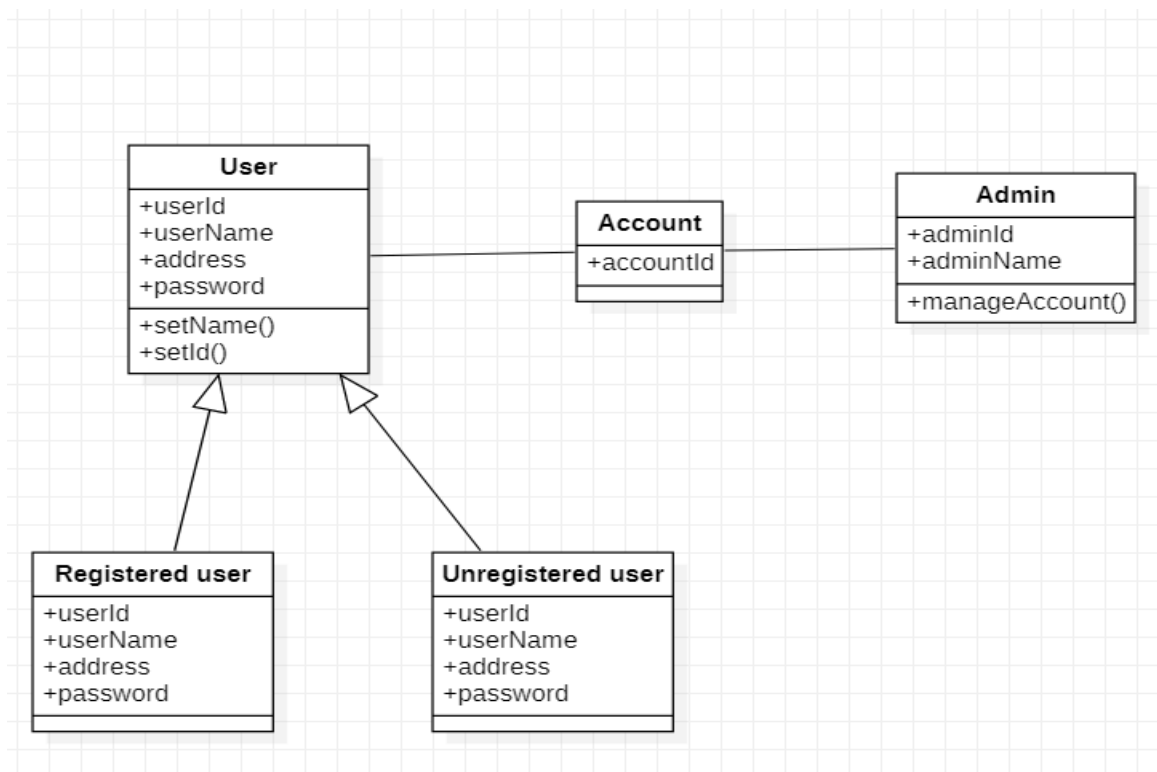 User
+userId
+userName
+address
+password
+setName()
+setId()
Account
+accountId
Admin
+adminId
+adminName
+manageAccount()
Registered user
+userId
+userName
+address
+password
Unregistered user
+userId
+userName
+address
+password